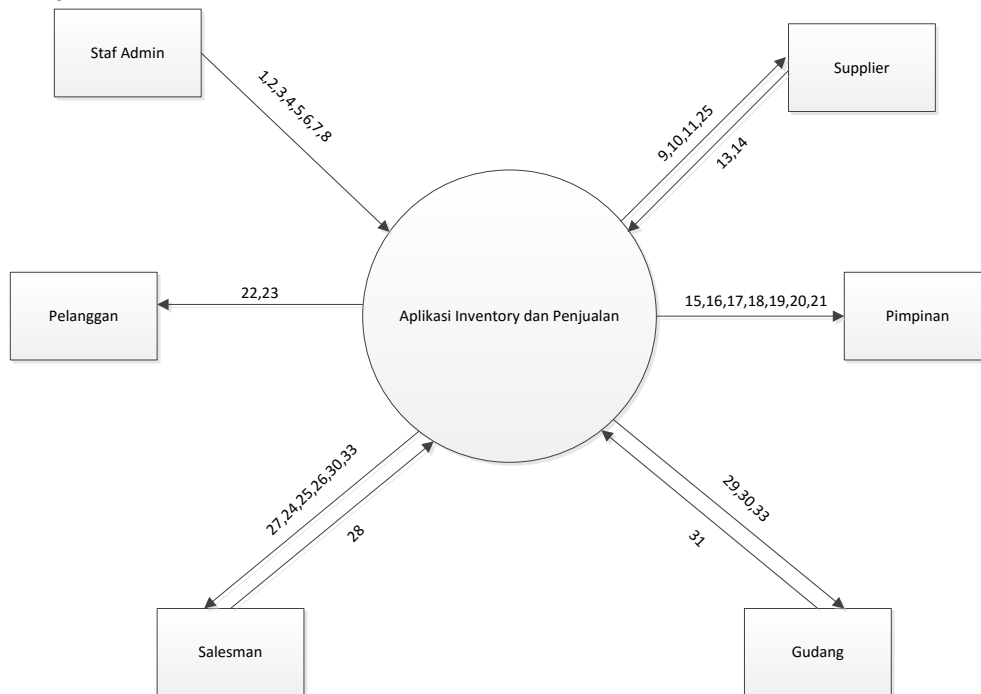 Staf Admin
Supplier
1,2,3,4,5,6,7,8
9,10,11,25
13,14
Pelanggan
22,23
Aplikasi Inventory dan Penjualan
15,16,17,18,19,20,21
Pimpinan
27,24,25,26,30,33
28
29,30,33
31
Salesman
Gudang